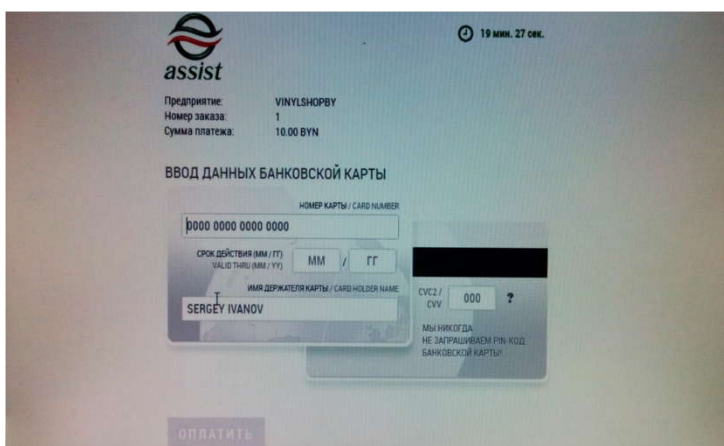 19 мин. 27 сек.
assist
Предприятие: VINYLSHOPBY
Номер заказа: 1
Сумма платежа: 10.00 BYN
ВВОД ДАННЫХ БАНКОВСКОЙ КАРТЫ
НОМЕР КАРТЫ / CARD NUMBER
0000 0000 0000 0000
СРОК ДЕЙСТВИЯ (ММ / ГГ)
VALID THRU (MM / YY)
ММ / ГГ
ИМЯ ДЕРЖАТЕЛЯ КАРТЫ / CARD HOLDER NAME
SERGEY IVANOV
CVC2 /
CVV
000 ?
МЫ НИКОГДА
НЕ ЗАПРАШИВАЕМ PIN-КОД
БАНКОВСКОЙ КАРТЫ!
ОПЛАТИТЬ